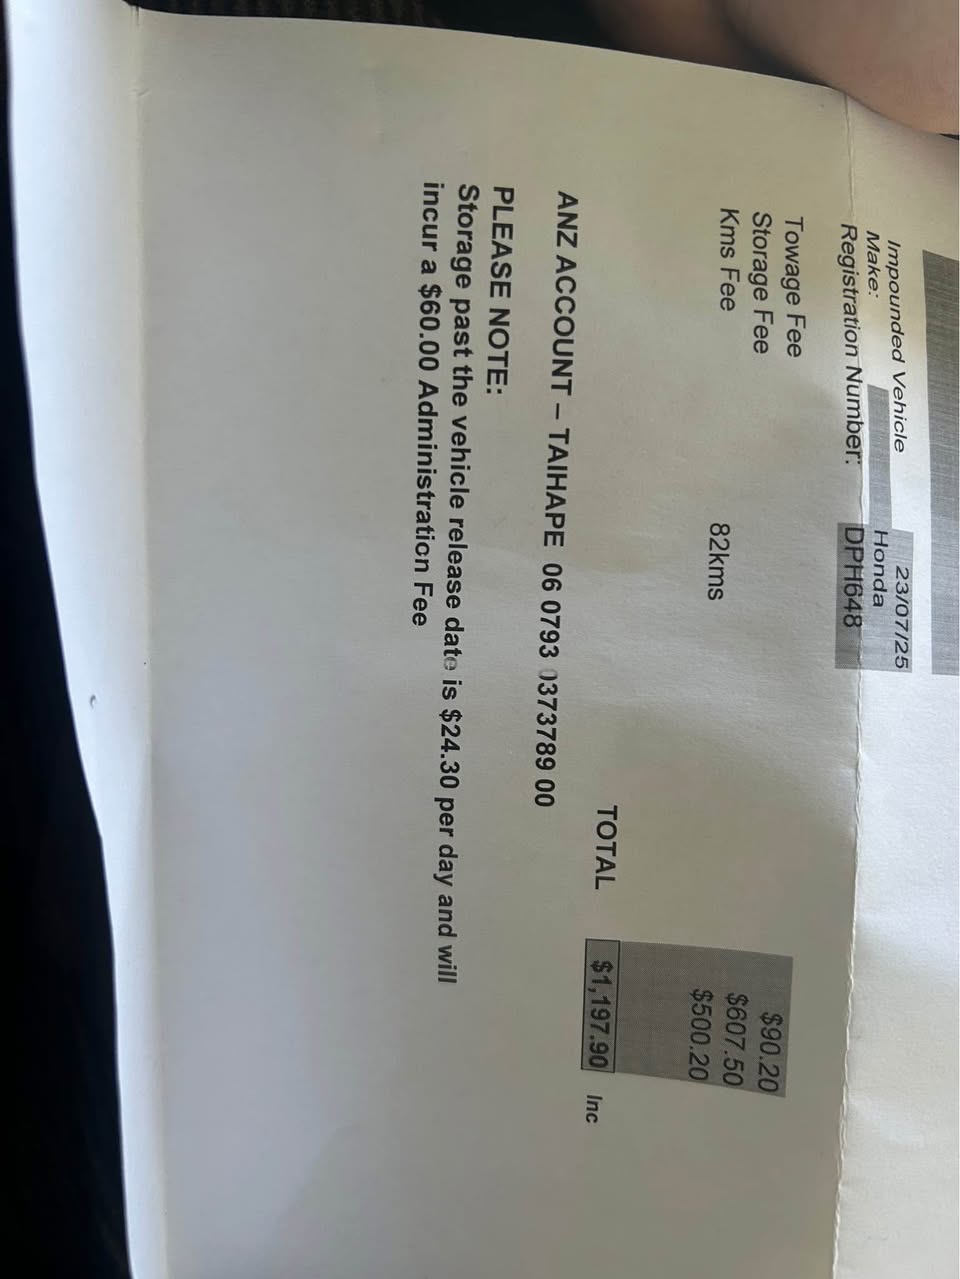 Impounded Vehicle 23/07/25
Make: Honda
Registration Number: DPH648
Towage Fee $90.20
Storage Fee $607.50
Kms Fee 82kms $500.20
TOTAL $1,197.90 Inc
ANZ ACCOUNT – TAIHAPE 06 0793 0373789 00
PLEASE NOTE:
Storage past the vehicle release date is $24.30 per day and will
incur a $60.00 Administration Fee